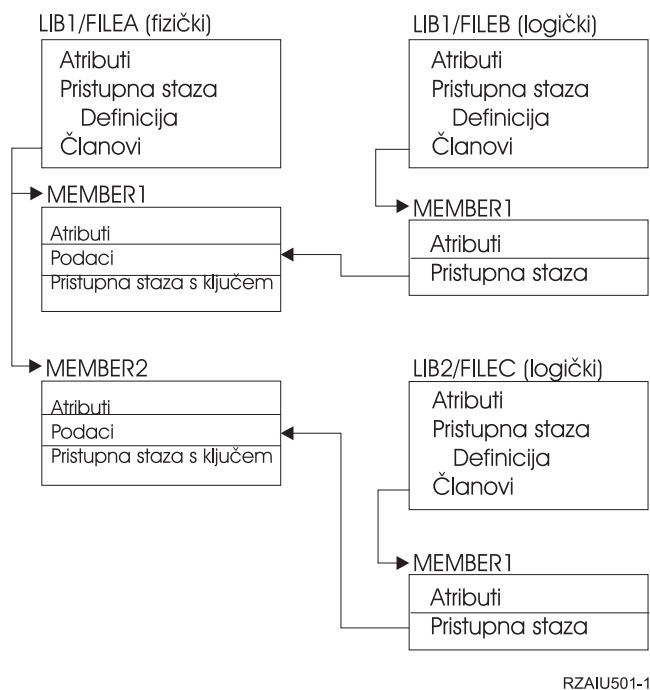 LIB1/FILEA (fizički)
Atributi
Pristupna staza
Definicija
Članovi
MEMBER1
Atributi
Podaci
Pristupna staza s ključem
MEMBER2
Atributi
Podaci
Pristupna staza s ključem
LIB1/FILEB (logički)
Atributi
Pristupna staza
Definicija
Članovi
MEMBER1
Atributi
Pristupna staza
LIB2/FILEC (logički)
Atributi
Pristupna staza
Definicija
Članovi
MEMBER1
Atributi
Pristupna staza
RZAIU501-1